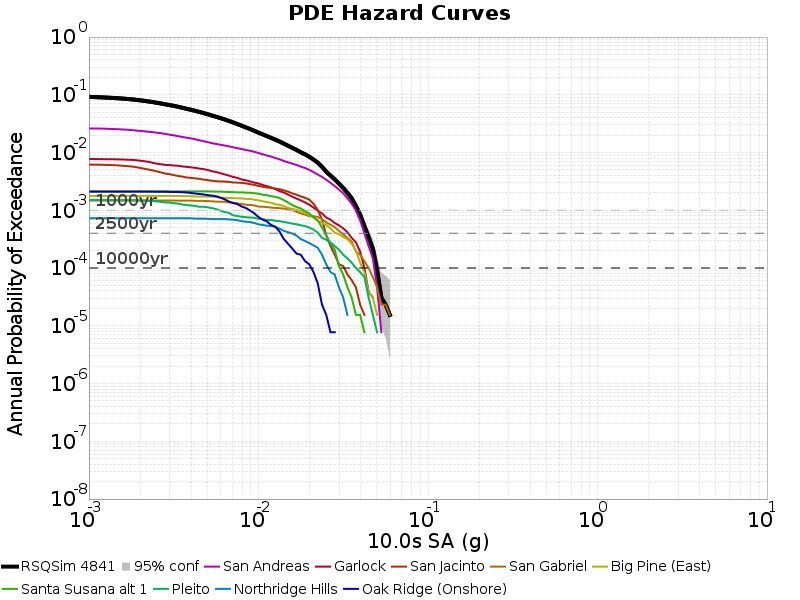 PDE Hazard Curves
10^0
10^-1
10^-2
10^-3
10^-4
10^-5
10^-6
10^-7
10^-8
Annual Probability of Exceedance
1000yr
2500yr
10000yr
10^-3
10^-2
10^-1
10^0
10^1
10.0s SA (g)
RSQSim 4841 95% conf San Andreas Garlock San Jacinto San Gabriel Big Pine (East)
Santa Susana alt 1 Pleito Northridge Hills Oak Ridge (Onshore)